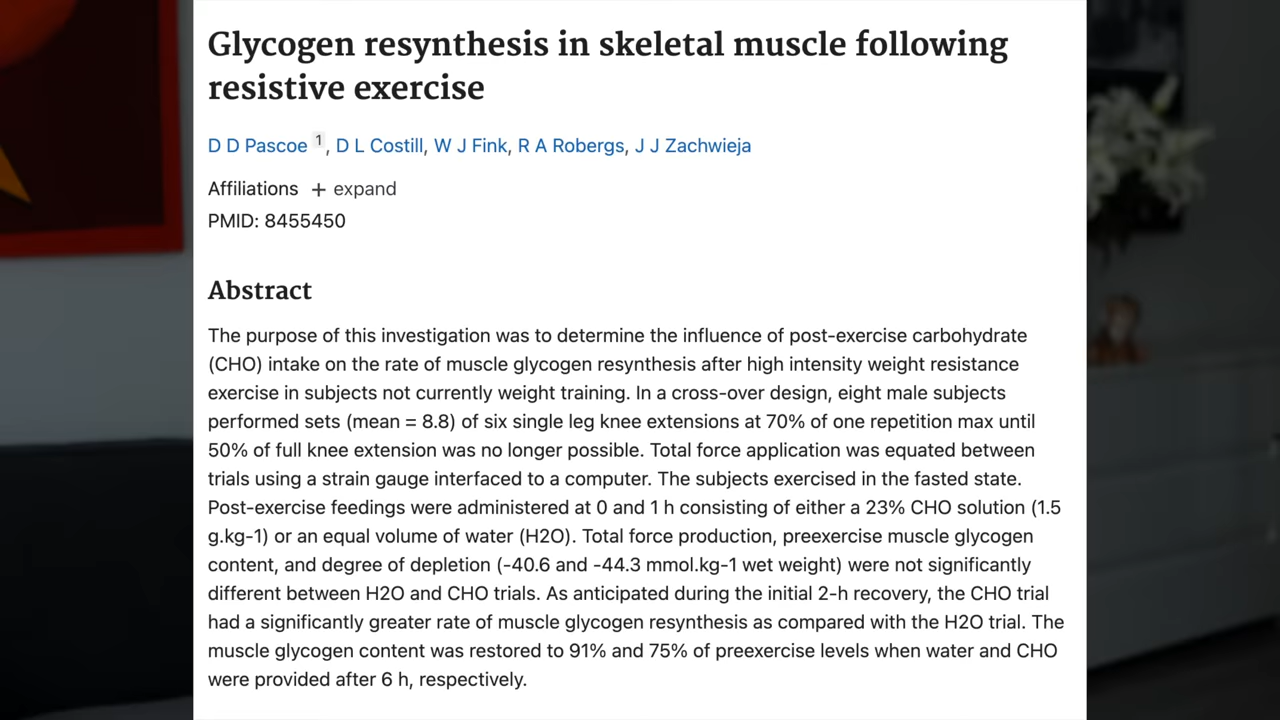 Glycogen resynthesis in skeletal muscle following
resistive exercise
D D Pascoe 1, D L Costill, W J Fink, R A Robergs, J J Zachwieja
Affiliations + expand
PMID: 8455450
Abstract
The purpose of this investigation was to determine the influence of post-exercise carbohydrate
(CHO) intake on the rate of muscle glycogen resynthesis after high intensity weight resistance
exercise in subjects not currently weight training. In a cross-over design, eight male subjects
performed sets (mean = 8.8) of six single leg knee extensions at 70% of one repetition max until
50% of full knee extension was no longer possible. Total force application was equated between
trials using a strain gauge interfaced to a computer. The subjects exercised in the fasted state.
Post-exercise feedings were administered at 0 and 1 h consisting of either a 23% CHO solution (1.5
g.kg-1) or an equal volume of water (H2O). Total force production, preexercise muscle glycogen
content, and degree of depletion (-40.6 and -44.3 mmol.kg-1 wet weight) were not significantly
different between H2O and CHO trials. As anticipated during the initial 2-h recovery, the CHO trial
had a significantly greater rate of muscle glycogen resynthesis as compared with the H2O trial. The
muscle glycogen content was restored to 91% and 75% of preexercise levels when water and CHO
were provided after 6 h, respectively.